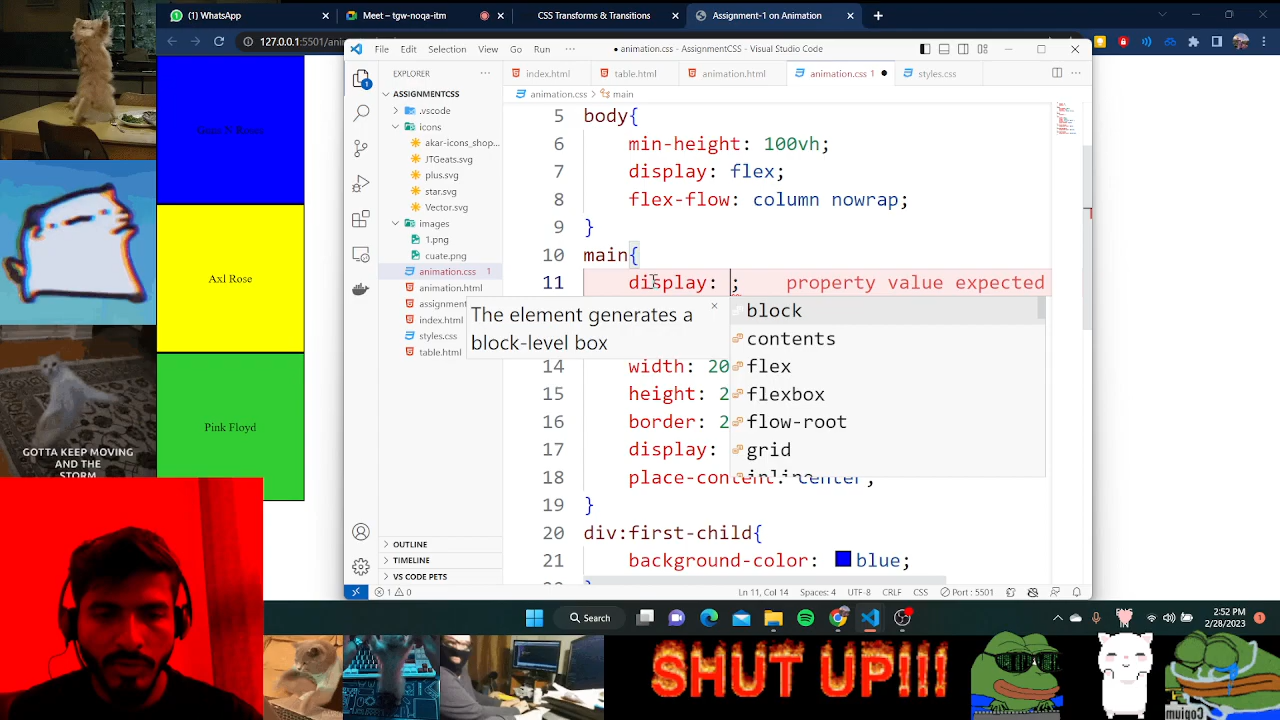 (1) WhatsApp
Meet – tgw-noqa-itm
CSS Transforms & Transitions
Assignment-1 on Animation
127.0.0.1:5501/ani
File
Edit
Selection
View
Go
Run
animation.css - AssignmentCSS - Visual Studio Code
EXPLORER
index.html
table.html
animation.html
animation.css 1
styles.css
ASSIGNMENTCSS
animation.css > main
.vscode
icons
akar-icons_shop...
JTGeats.svg
plus.svg
star.svg
Vector.svg
images
1.png
cuate.png
animation.css 1
animation.html
assignment
index.html
styles.css
table.html
OUTLINE
TIMELINE
VS CODE PETS
5 body{
6 min-height: 100vh;
7 display: flex;
8 flex-flow: column nowrap;
9 }
10 main{
11 display: ; property value expected
The element generates a
block-level box
block
contents
flex
flexbox
flow-root
grid
14 width: 20
15 height: 2
16 border: 2
17 display:
18 place-content: center;
19 }
20 div:first-child{
21 background-color: blue;
1 0
Ln 11, Col 14
Spaces: 4
UTF-8
CRLF
CSS
Port: 5501
Guns N Roses
Axl Rose
Pink Floyd
GOTTA KEEP MOVING
AND THE
STORM
Search
2:52 PM
2/28/2023
SHUT UP!!!